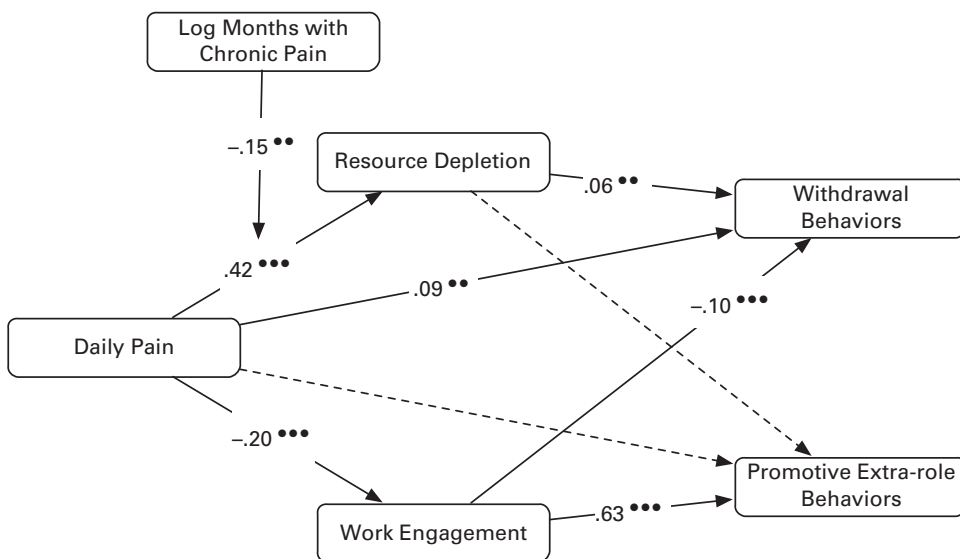 Log Months with
Chronic Pain
–.15 ••
Resource Depletion
.06 ••
Withdrawal
Behaviors
.42 •••
.09 ••
–.10 •••
Daily Pain
–.20 •••
Promotive Extra-role
Behaviors
.63 •••
Work Engagement